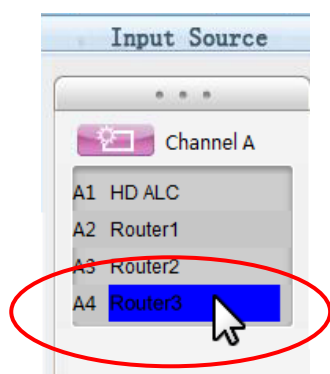 Input Source
Channel A
A1 HD ALC
A2 Router1
A3 Router2
A4 Router3